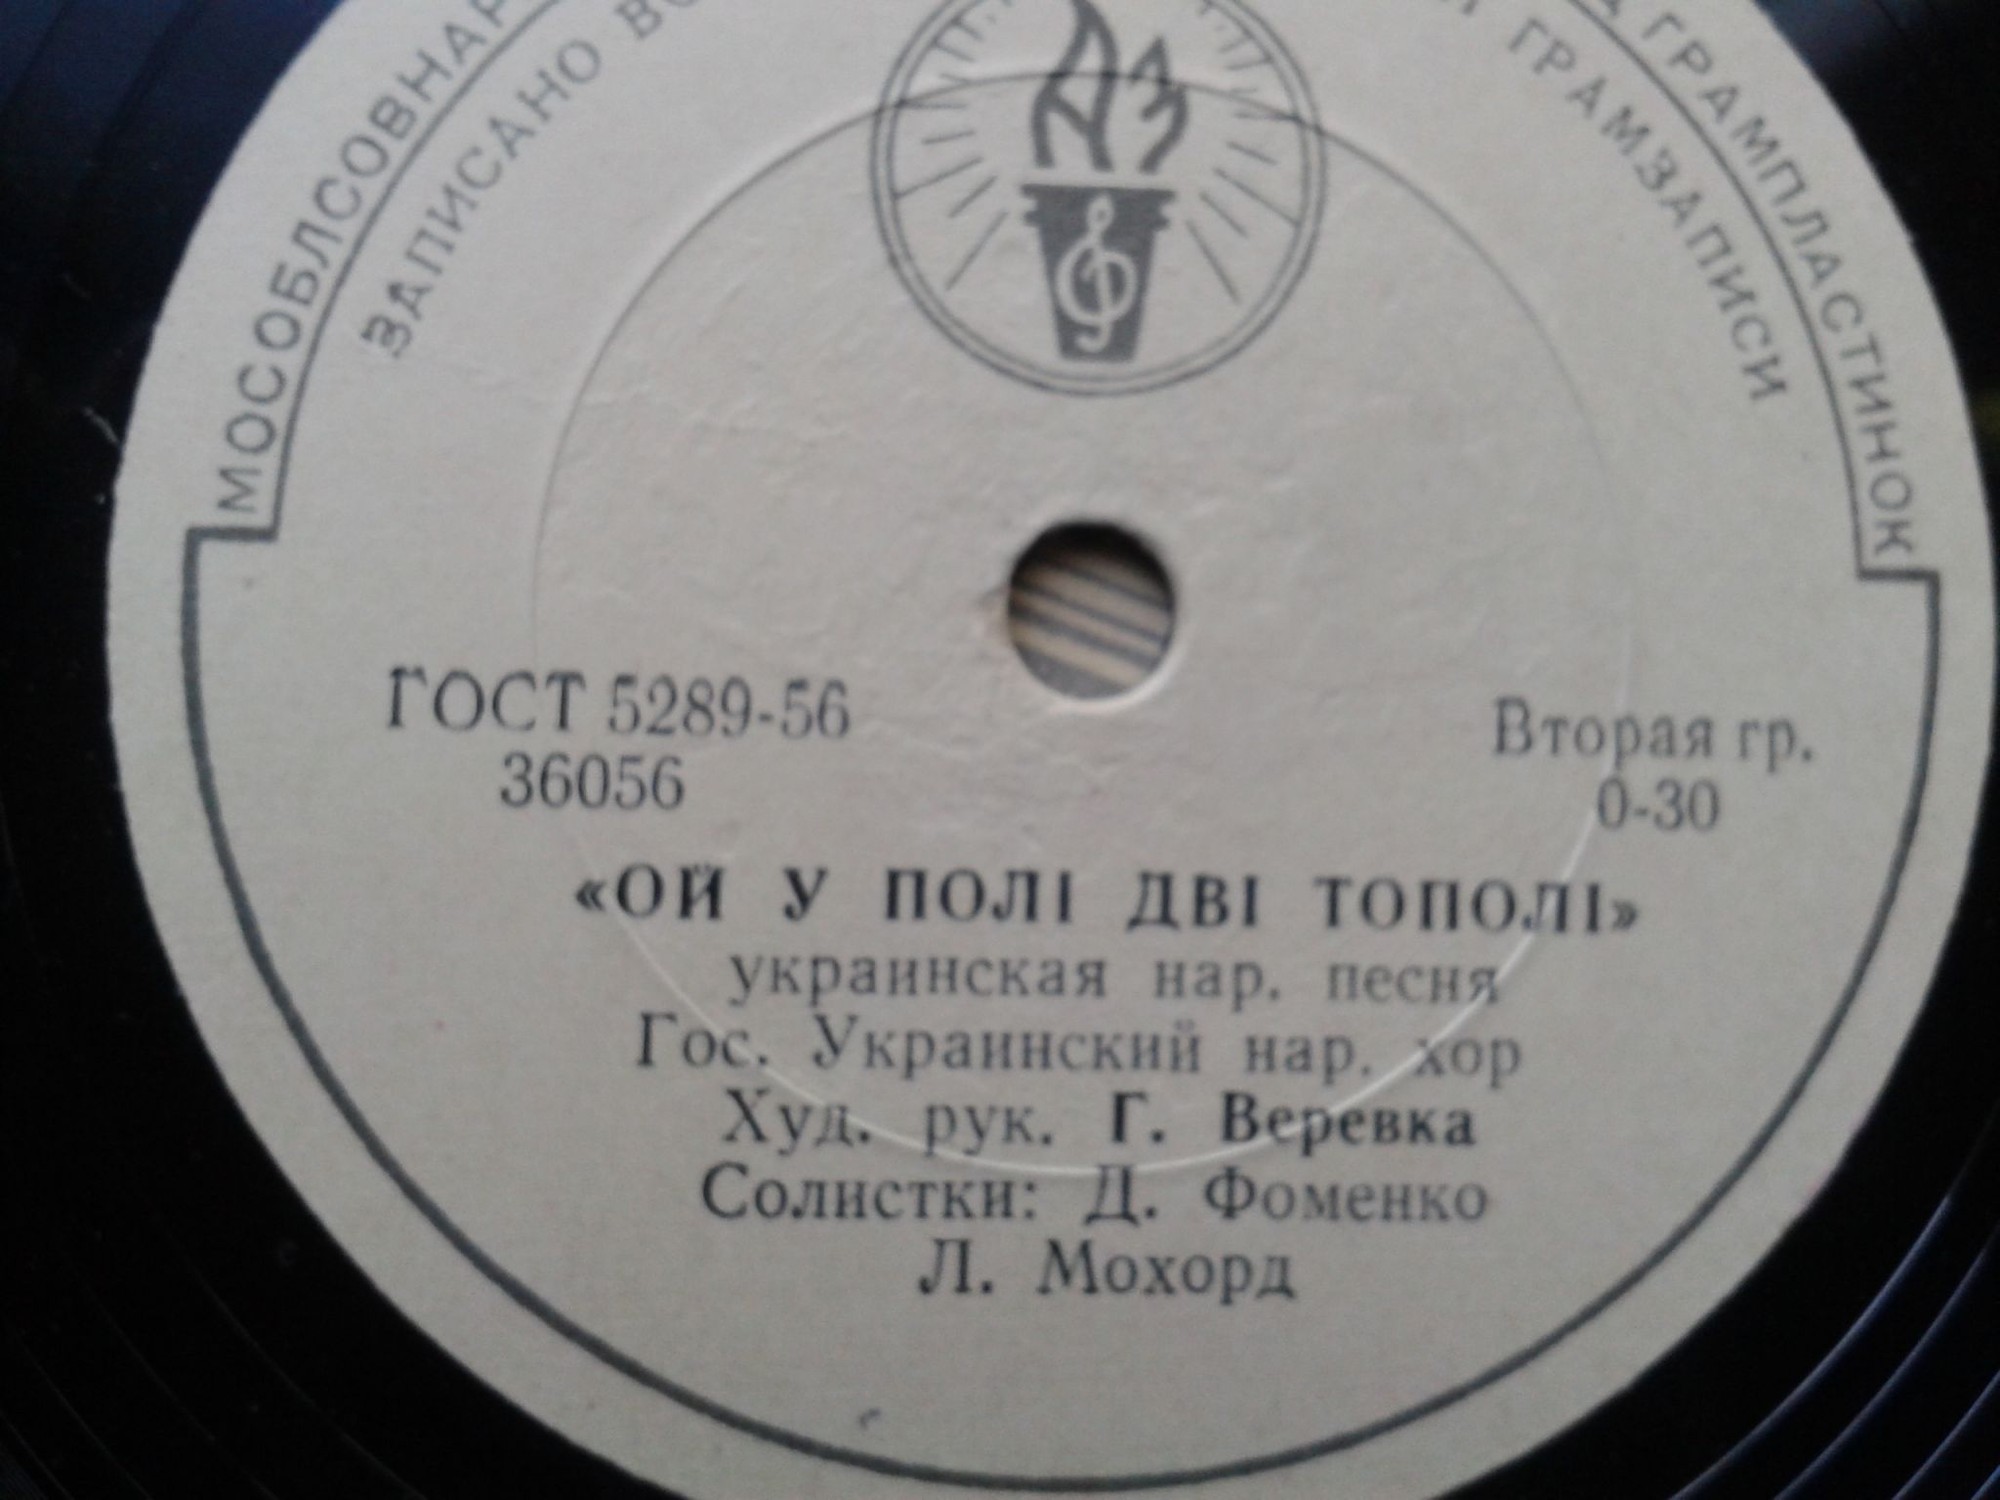 МОСОБЛСОВНАР
ГРАМПЛАСТИНОК
ЗАПИСАНО
ГРАМЗАПИСИ
АЗ
ГОСТ 5289-56
Вторая гр.
36056
0-30
«ОЙ У ПОЛІ ДВІ ТОПОЛІ»
украинская нар. песня
Гос. Украинский нар. хор
Худ. рук. Г. Веревка
Солистки: Д. Фоменко
Л. Мохорд